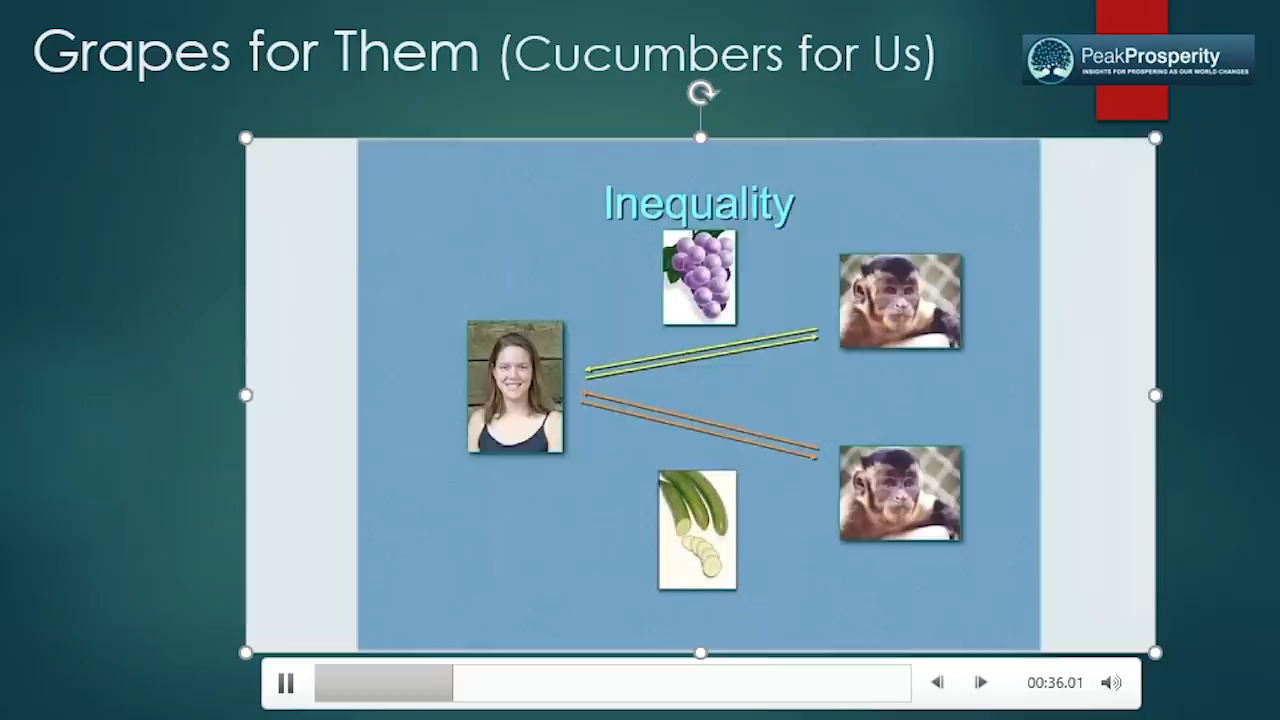 Grapes for Them (Cucumbers for Us)
PeakProsperity
INSIGHTS FOR PROSPERING AS OUR WORLD CHANGES
Inequality
00:36.01